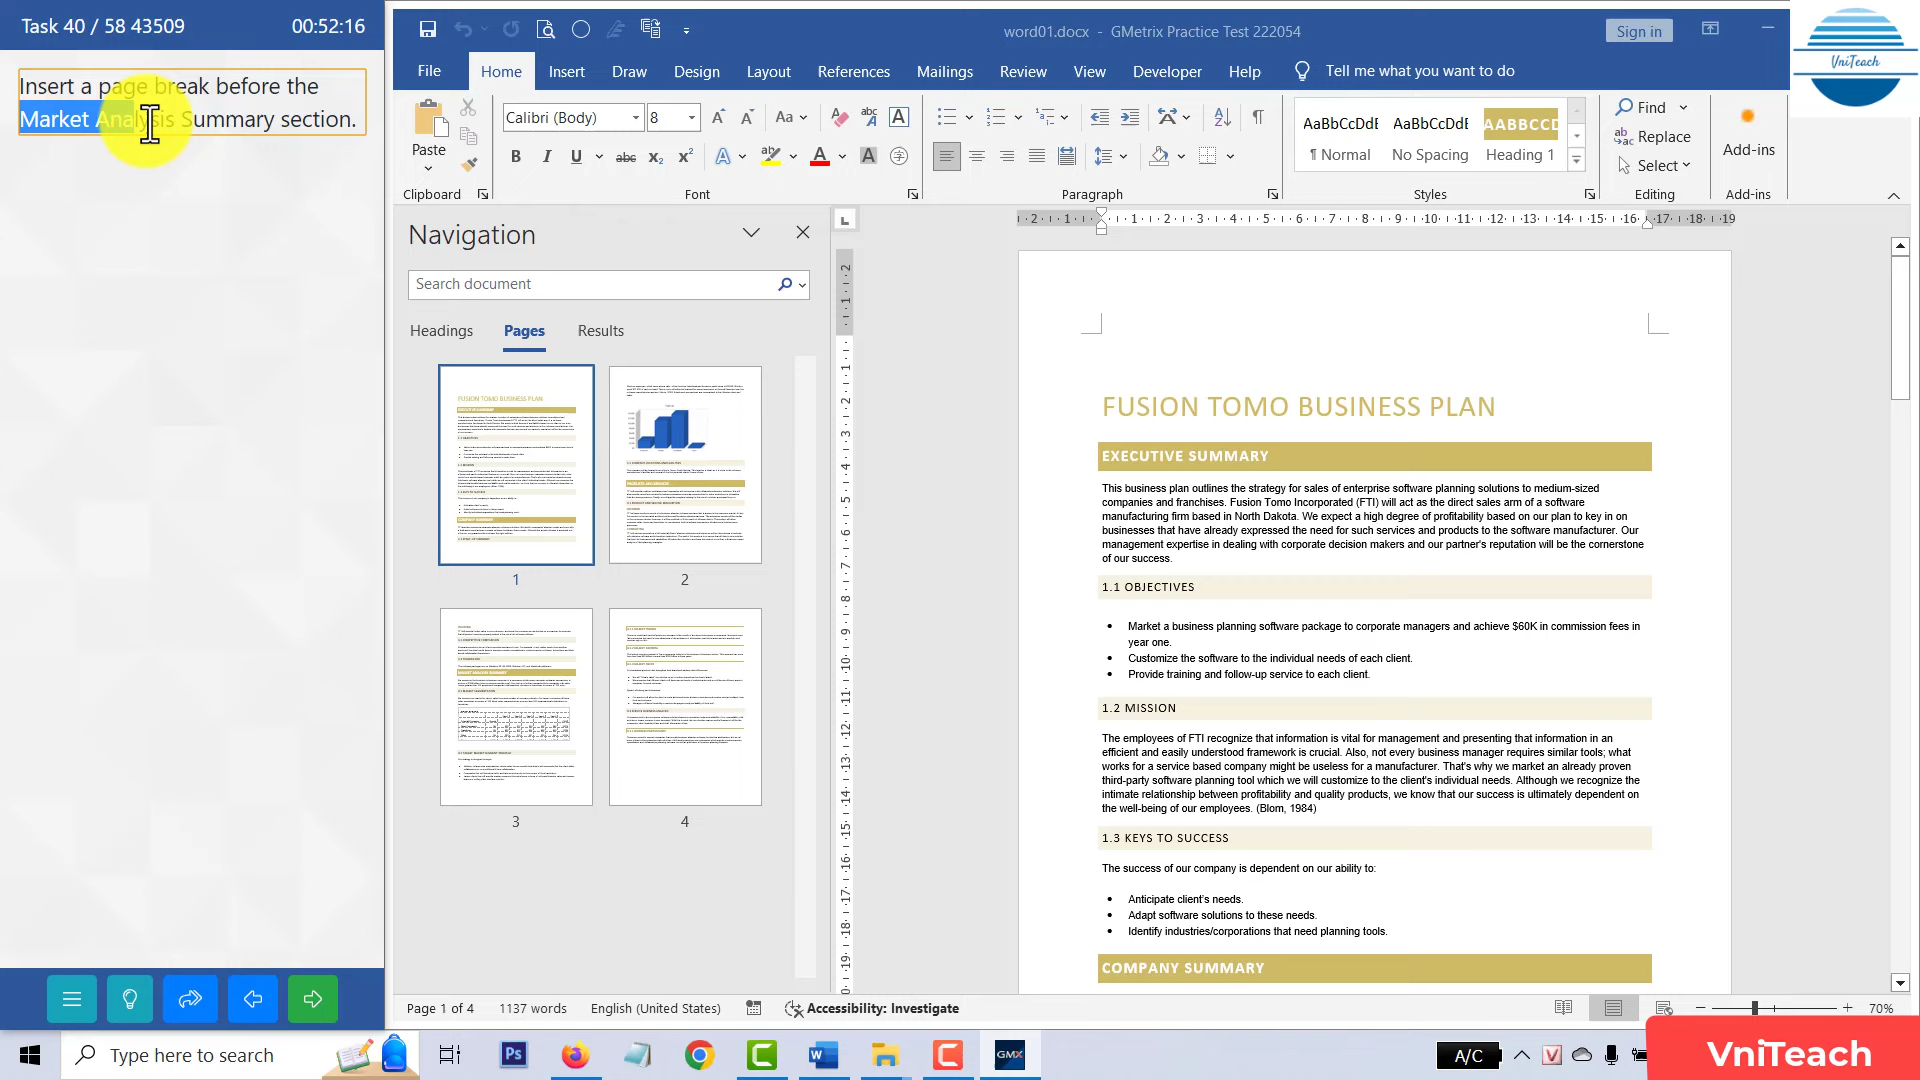 Task 40 / 58 43509
00:52:16
Insert a page break before the
Market Analysis Summary section.
word01.docx - GMetrix Practice Test 222054
Sign in
UniTeach
File
Home
Insert
Draw
Design
Layout
References
Mailings
Review
View
Developer
Help
Tell me what you want to do
Paste
Clipboard
Calibri (Body)
8
Font
Paragraph
AaBbCcDdE
¶ Normal
AaBbCcDdE
No Spacing
AABBCCD
Heading 1
Styles
Find
Replace
Select
Editing
Add-ins
Add-ins
Navigation
Search document
Headings
Pages
Results
1
2
3
4
FUSION TOMO BUSINESS PLAN
EXECUTIVE SUMMARY
This business plan outlines the strategy for sales of enterprise software planning solutions to medium-sized
companies and franchises. Fusion Tomo Incorporated (FTI) will act as the direct sales arm of a software
manufacturing firm based in North Dakota. We expect a high degree of profitability based on our plan to key in on
businesses that have already expressed the need for such services and products to the software manufacturer. Our
management expertise in dealing with corporate decision makers and our partner's reputation will be the cornerstone
of our success.
1.1 OBJECTIVES
• Market a business planning software package to corporate managers and achieve $60K in commission fees in
year one.
• Customize the software to the individual needs of each client.
• Provide training and follow-up service to each client.
1.2 MISSION
The employees of FTI recognize that information is vital for management and presenting that information in an
efficient and easily understood framework is crucial. Also, not every business manager requires similar tools; what
works for a service based company might be useless for a manufacturer. That's why we market an already proven
third-party software planning tool which we will customize to the client's individual needs. Although we recognize the
intimate relationship between profitability and quality products, we know that our success is ultimately dependent on
the well-being of our employees. (Blom, 1984)
1.3 KEYS TO SUCCESS
The success of our company is dependent on our ability to:
• Anticipate client's needs.
• Adapt software solutions to these needs.
• Identify industries/corporations that need planning tools.
COMPANY SUMMARY
Page 1 of 4
1137 words
English (United States)
Accessibility: Investigate
70%
Type here to search
Ps
GMX
A/C
VniTeach